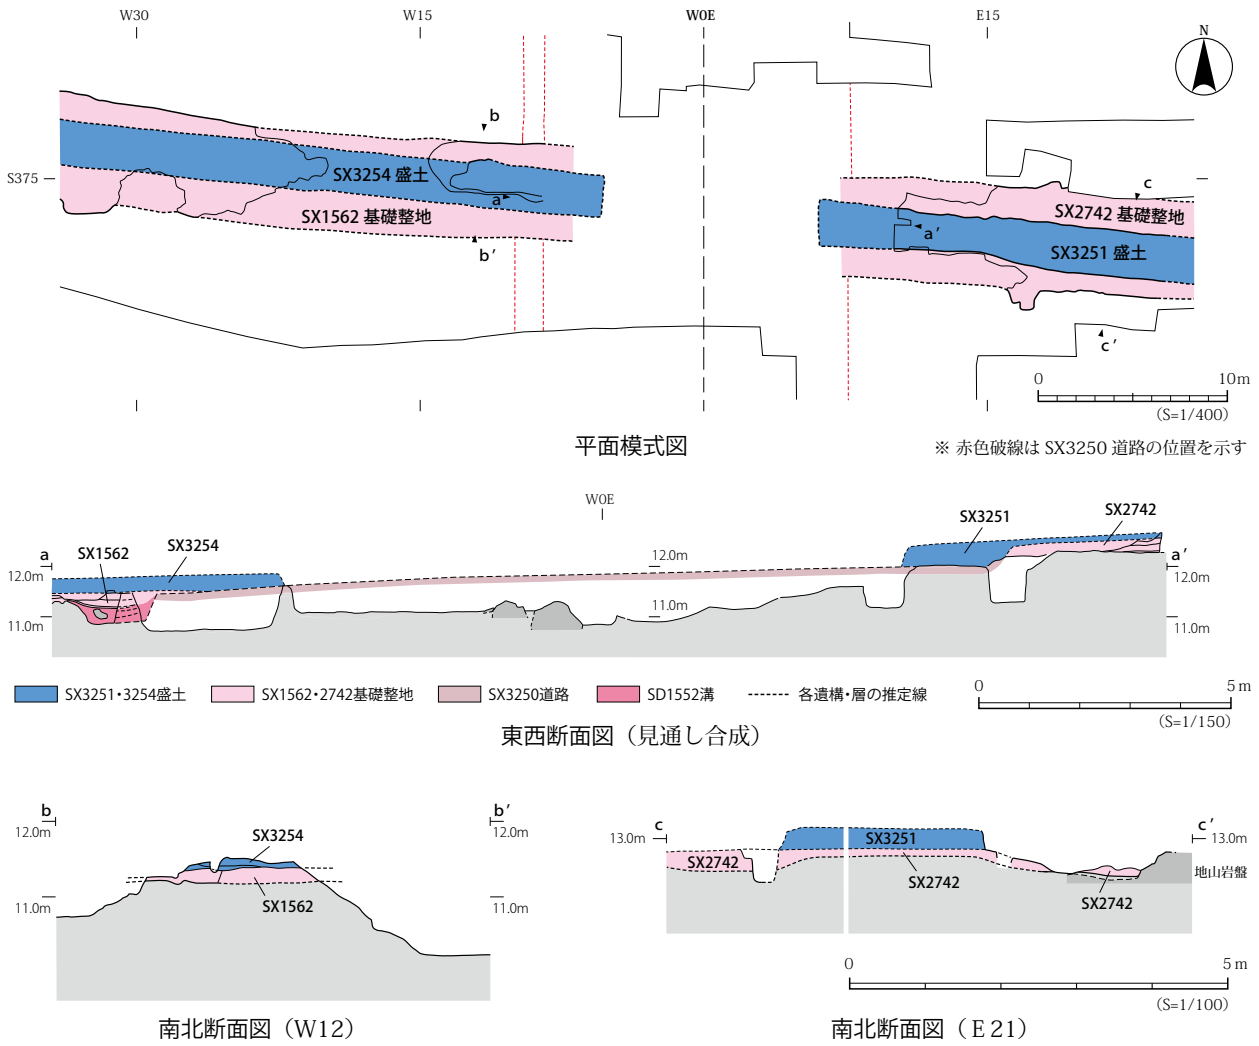 W30 W15 W0E E15
N
b
S375
SX3254 盛土
a
c
SX1562 基礎整地
SX2742 基礎整地
a′
b′
SX3251 盛土
c′
0 10m
(S=1/400)
平面模式図
※ 赤色破線は SX3250 道路の位置を示す
W0E
SX3251
SX2742
a
SX1562
SX3254
12.0m
a′
12.0m
12.0m
11.0m
11.0m
11.0m
SX3251・3254盛土 SX1562・2742基礎整地 SX3250道路 SD1552溝 各遺構・層の推定線
0 5m
(S=1/150)
東西断面図（見通し合成）
b b′
12.0m 12.0m
SX3254
11.0m 11.0m
SX1562
南北断面図（W12）
c c′
13.0m 13.0m
SX3251
SX2742
SX2742
地山岩盤
SX2742
0 5m
(S=1/100)
南北断面図（E21）